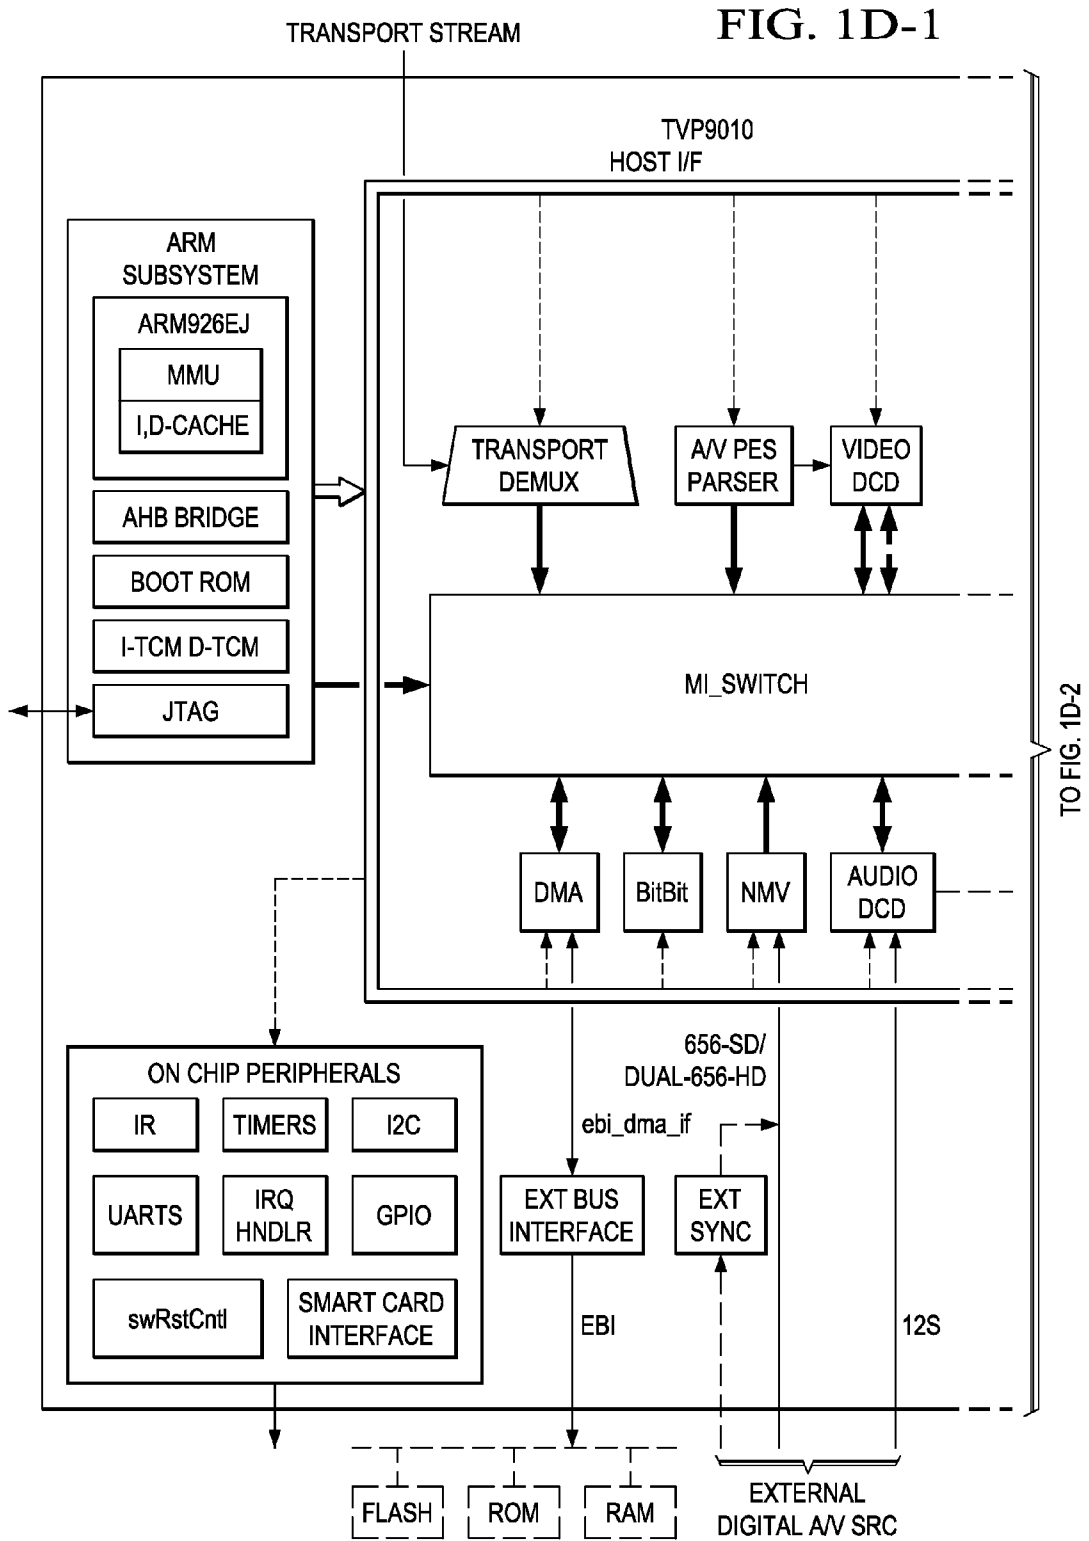 FIG. 1D-1
TRANSPORT STREAM
TVP9010
HOST I/F
ARM
SUBSYSTEM
ARM926EJ
MMU
I,D-CACHE
AHB BRIDGE
BOOT ROM
I-TCM D-TCM
JTAG
TRANSPORT
DEMUX
A/V PES
PARSER
VIDEO
DCD
MI_SWITCH
TO FIG. 1D-2
DMA
BitBit
NMV
AUDIO
DCD
656-SD/
DUAL-656-HD
ebi_dma_if
ON CHIP PERIPHERALS
IR
TIMERS
I2C
UARTS
IRQ
HNDLR
GPIO
swRstCntl
SMART CARD
INTERFACE
EXT BUS
INTERFACE
EXT
SYNC
EBI
12S
FLASH
ROM
RAM
EXTERNAL
DIGITAL A/V SRC